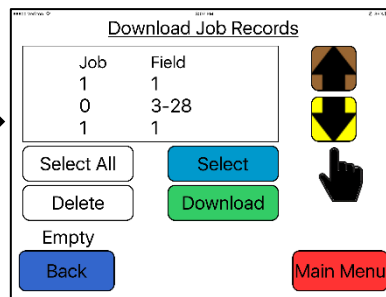 Download Job Records
Job Field
1 1
0 3-28
1 1
Select All Select
Delete Download
Empty
Back Main Menu